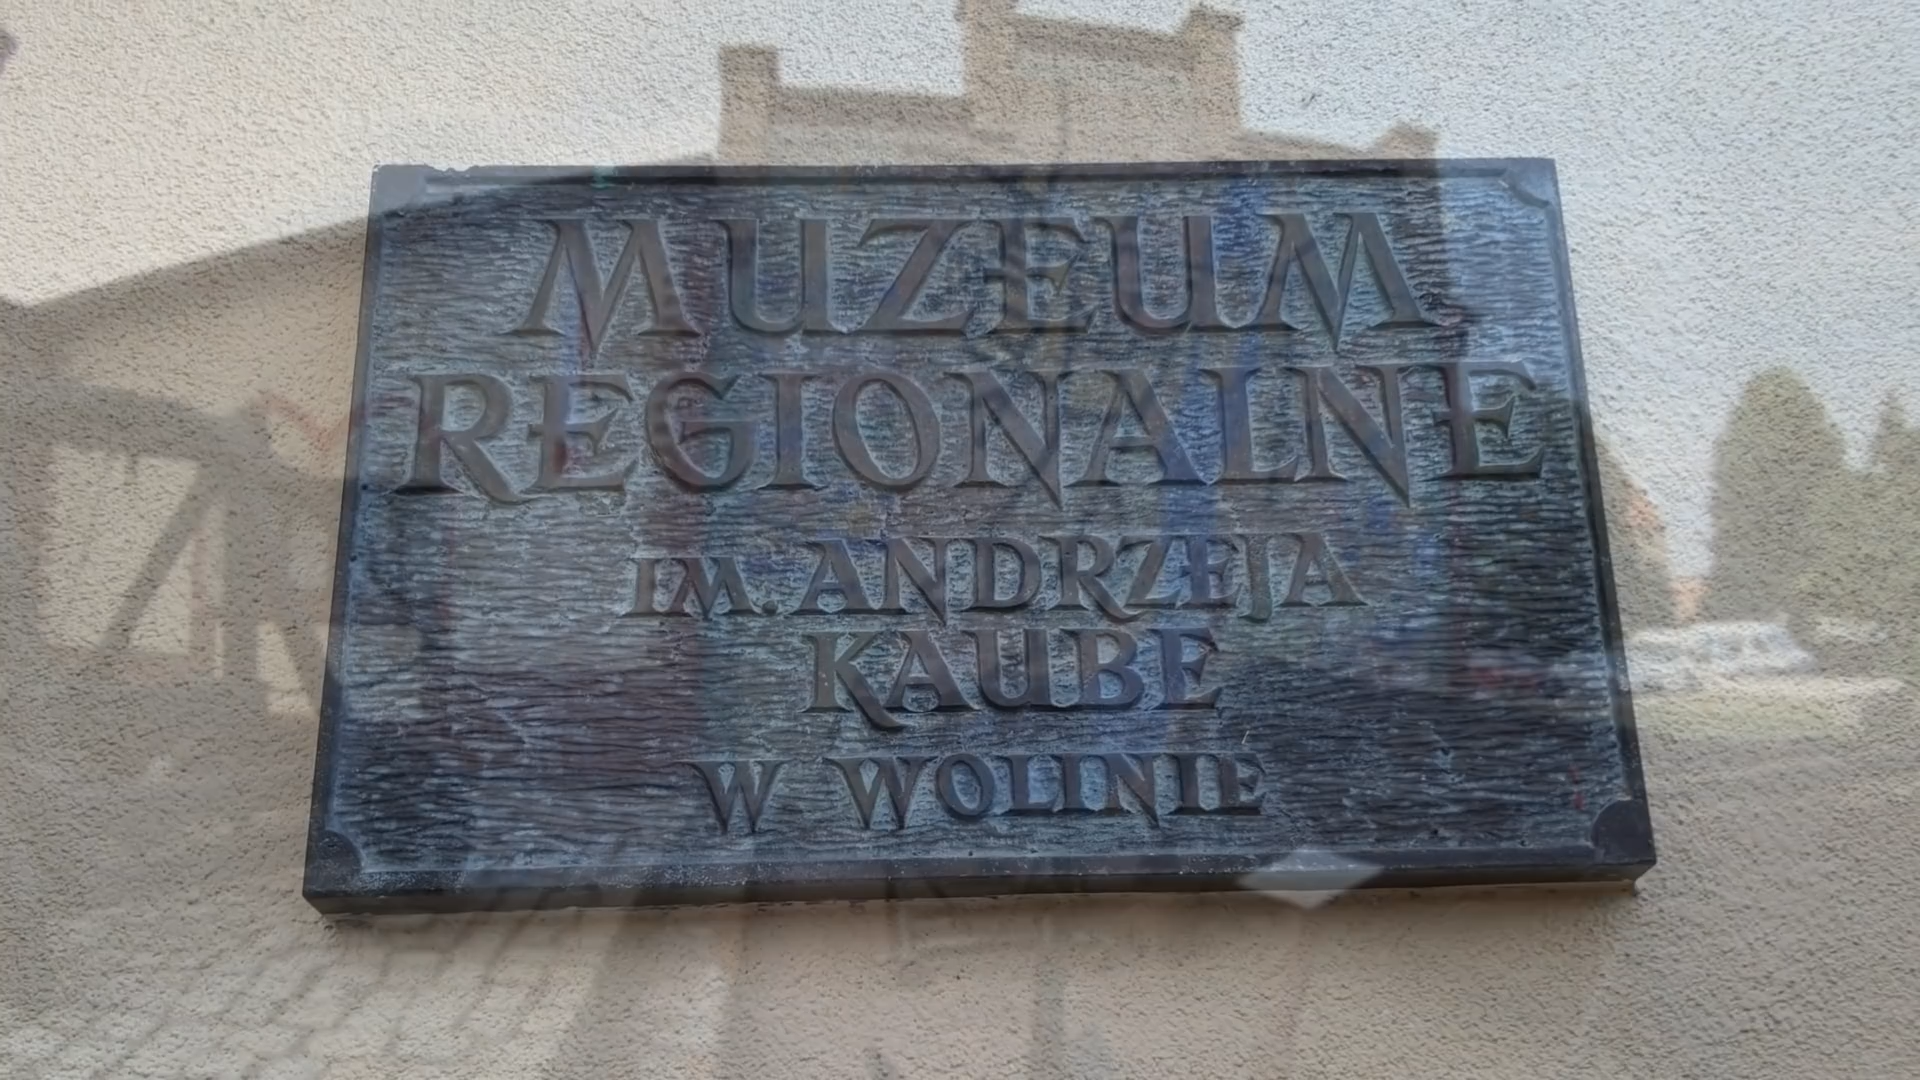 MUZEUM
REGIONALNE
IM. ANDRZEJA
KAUBE
W WOLINIE